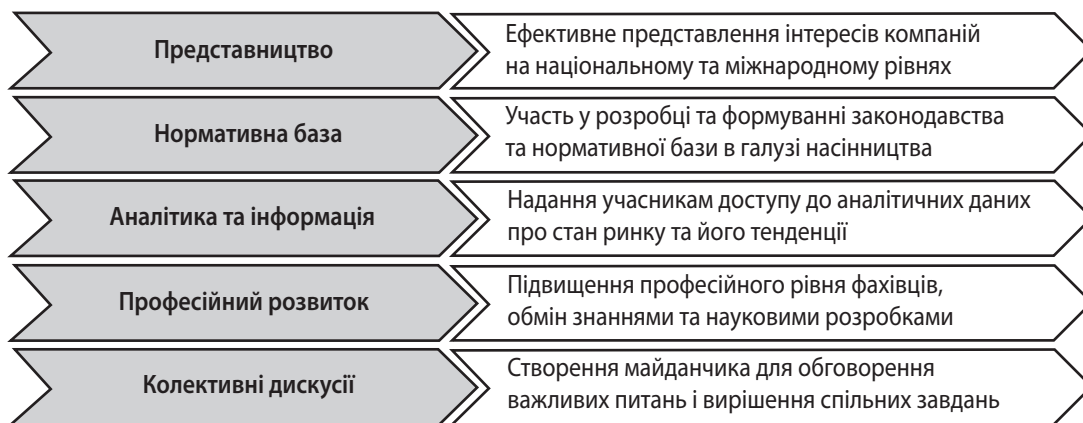 Представництво
Ефективне представлення інтересів компаній
на національному та міжнародному рівнях
Нормативна база
Участь у розробці та формуванні законодавства
та нормативної бази в галузі насінництва
Аналітика та інформація
Надання учасникам доступу до аналітичних даних
про стан ринку та його тенденції
Професійний розвиток
Підвищення професійного рівня фахівців,
обмін знаннями та науковими розробками
Колективні дискусії
Створення майданчика для обговорення
важливих питань і вирішення спільних завдань